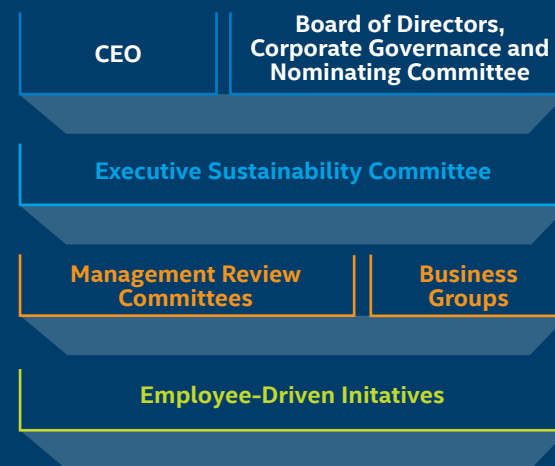 CEO
Board of Directors,
Corporate Governance and
Nominating Committee
Executive Sustainability Committee
Management Review
Committees
Business
Groups
Employee-Driven Initatives